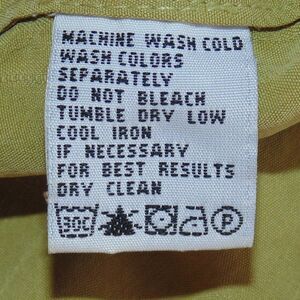 MACHINE WASH COLD
WASH COLORS
SEPARATELY
DO NOT BLEACH
TUMBLE DRY LOW
COOL IRON
IF NECESSARY
FOR BEST RESULTS
DRY CLEAN
30C P